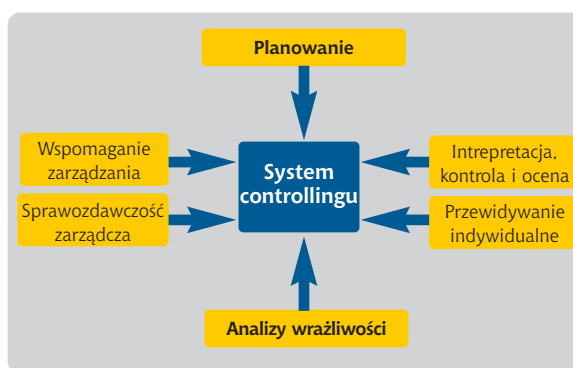 Planowanie
Wspomaganie
zarządzania
System
controllingu
Intrepretacja,
kontrola i ocena
Sprawozdawczość
zarządcza
Przewidywanie
indywidualne
Analizy wrażliwości